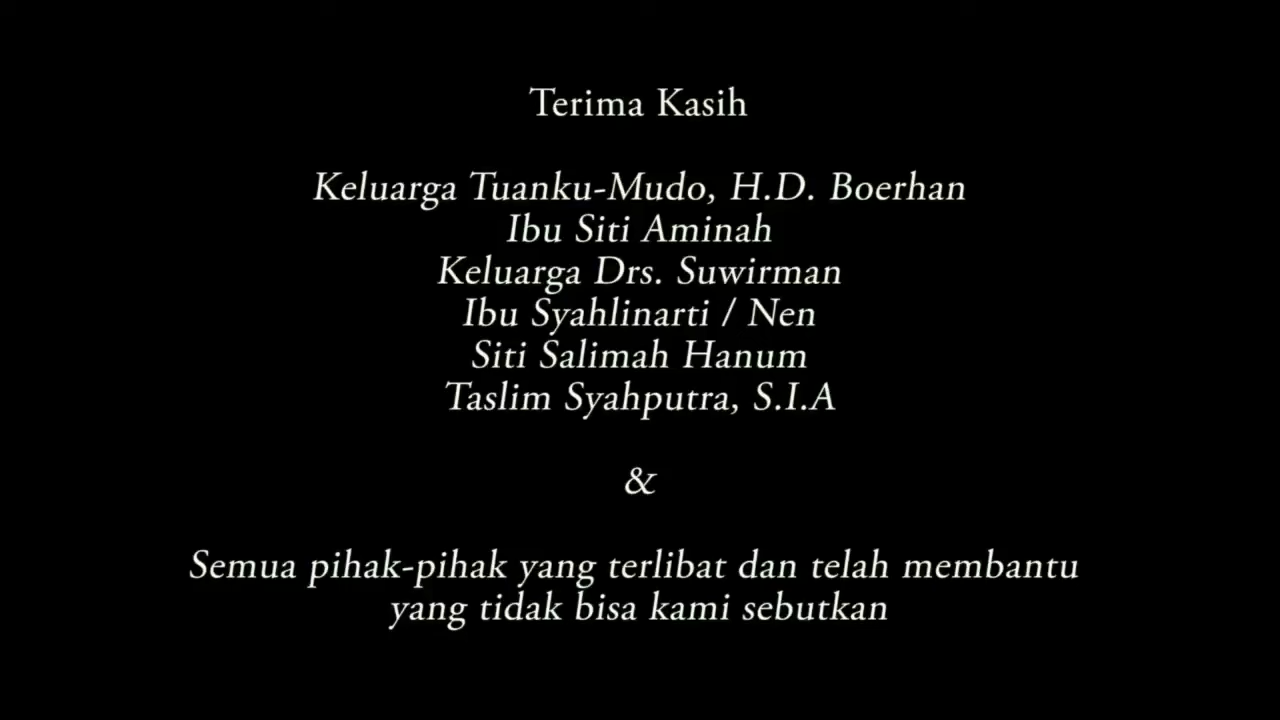 Terima Kasih
Keluarga Tuanku-Mudo, H.D. Boerhan
Ibu Siti Aminah
Keluarga Drs. Suwirman
Ibu Syahlinarti / Nen
Siti Salimah Hanum
Taslim Syahputra, S.I.A
&
Semua pihak-pihak yang terlibat dan telah membantu
yang tidak bisa kami sebutkan